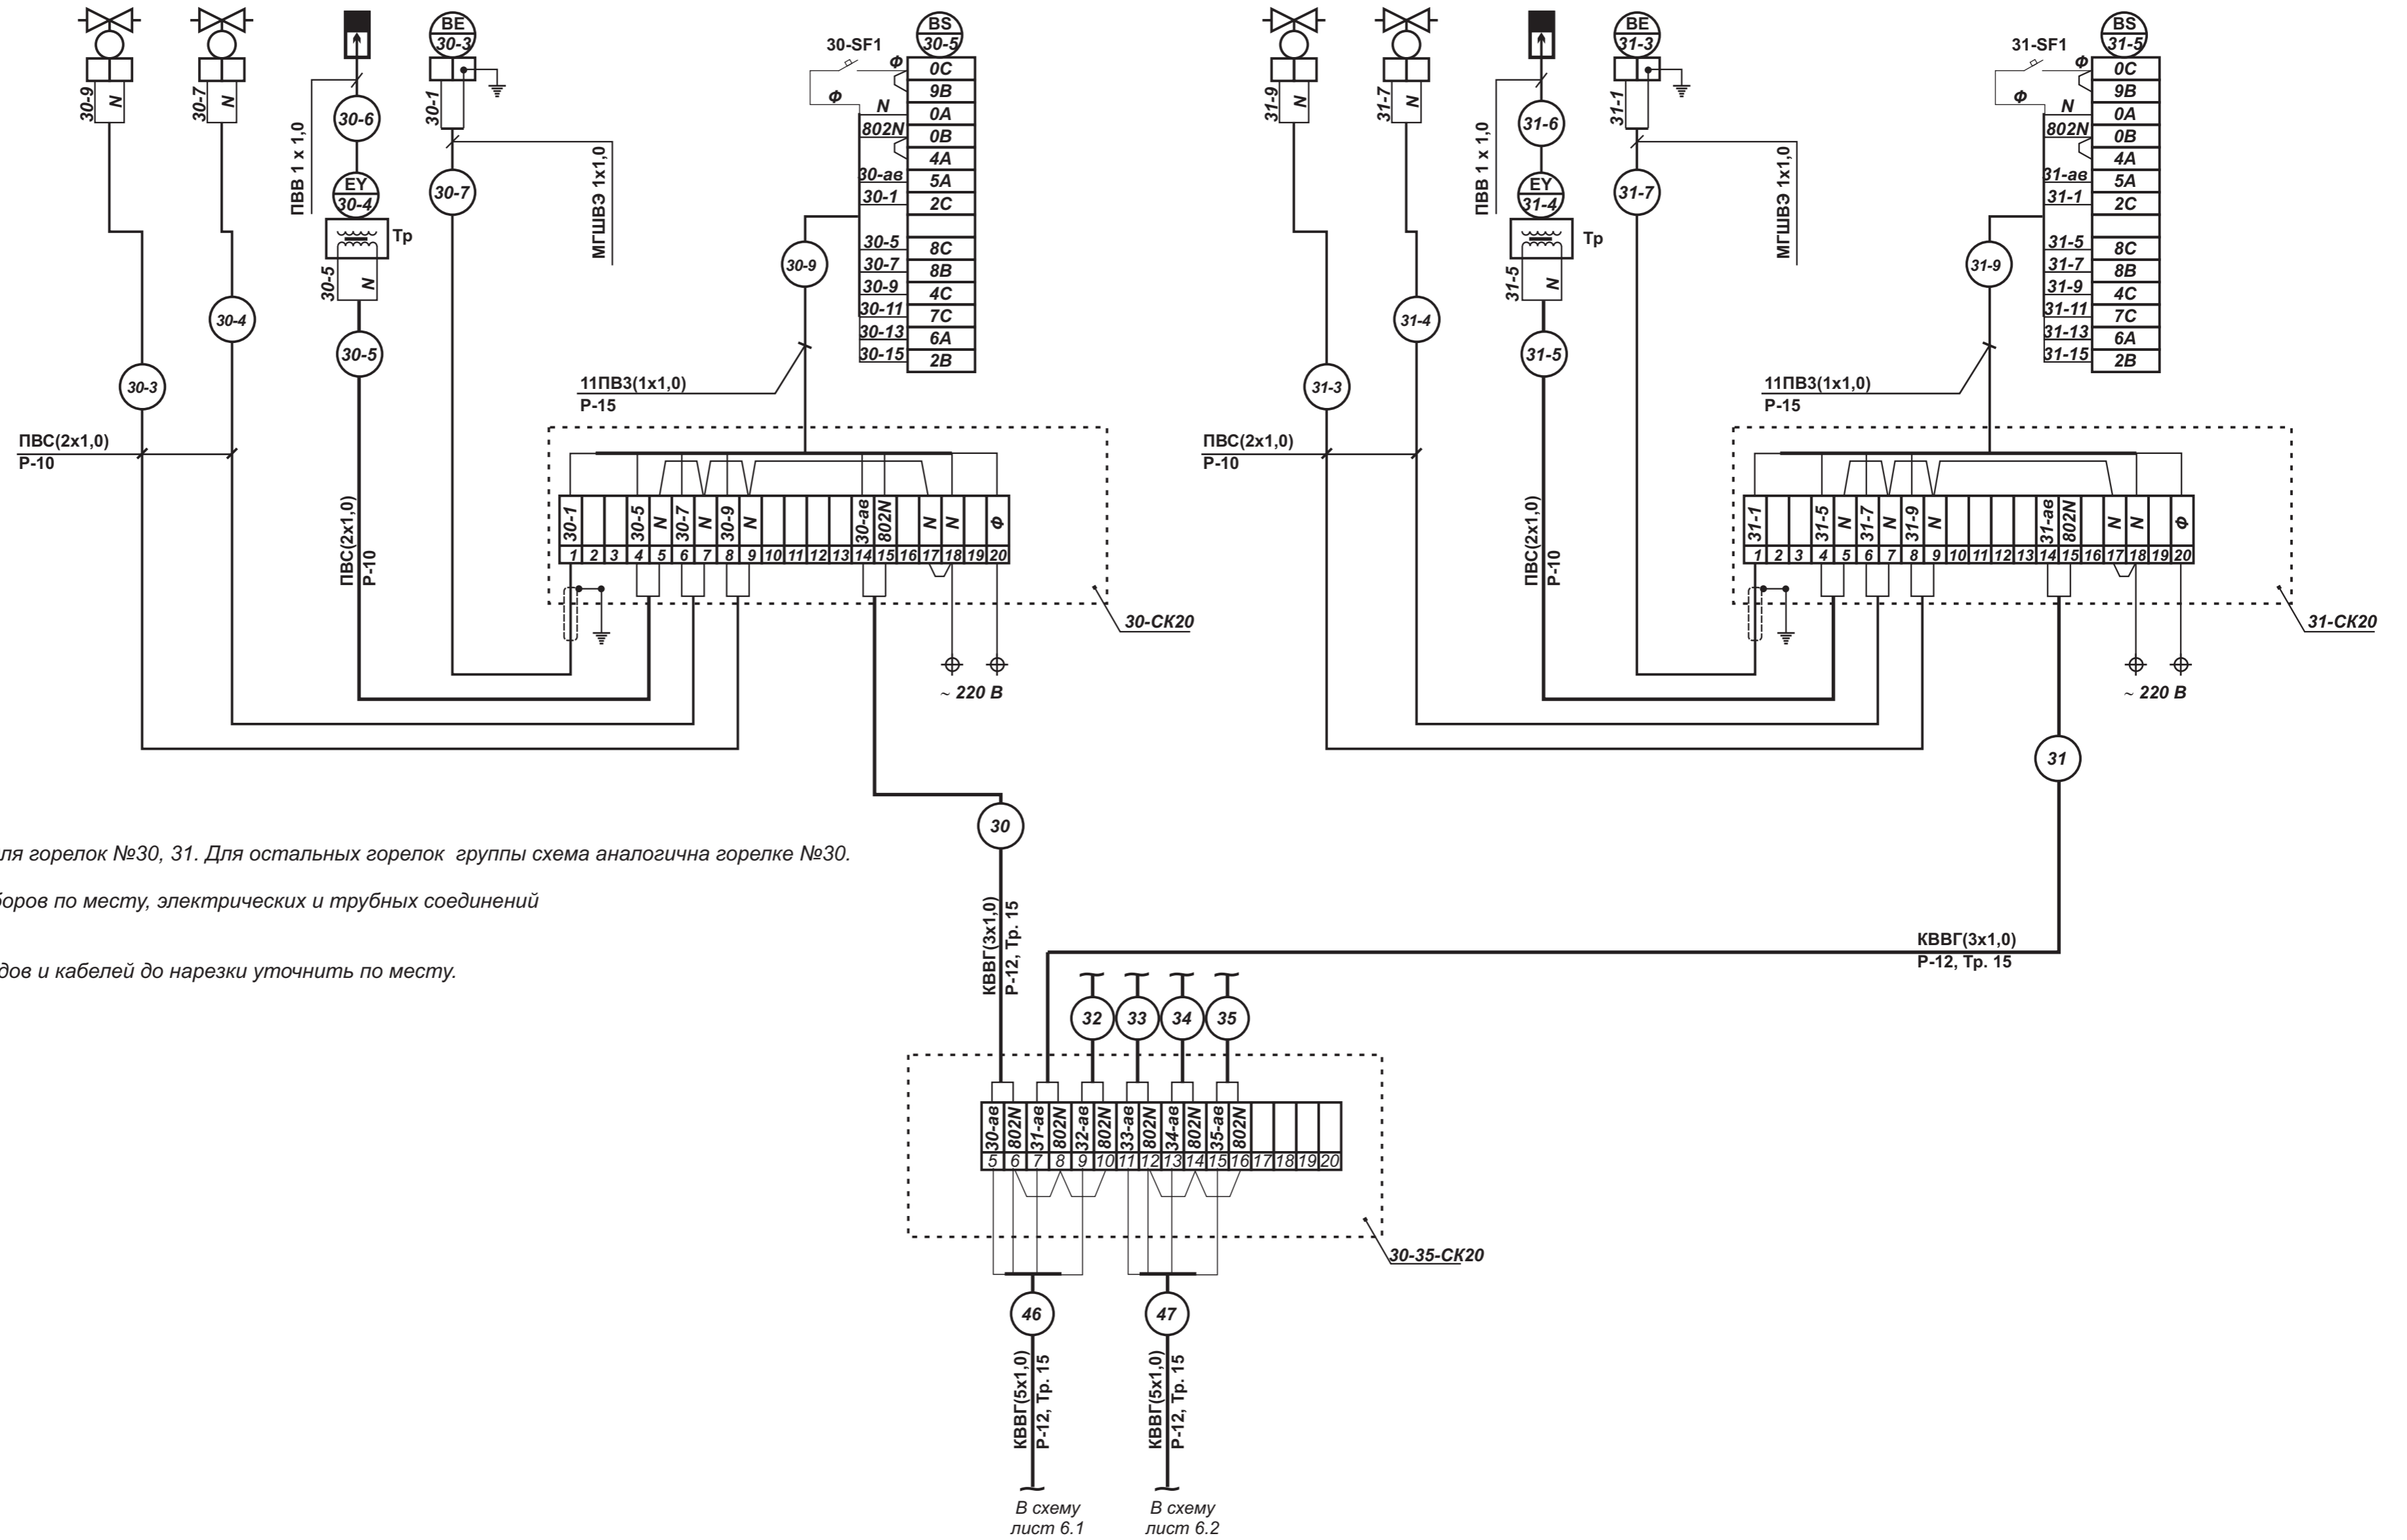 BE
30-3
30-SF1
BS
30-5
30-9
N
30-7
N
30-1
ПВВ 1 х 1,0
30-6
EY
30-4
Тр
30-5
N
30-5
30-7
МГШВЭ 1х1,0
Ф
Ф
N
802N
30-ав
30-1
30-5
30-7
30-9
30-11
30-13
30-15
0C
9B
0A
0B
4A
5A
2C
8C
8B
4C
7C
6A
2B
30-9
30-4
30-3
11ПВ3(1х1,0)
Р-15
ПВС(2х1,0)
Р-10
ПВС(2х1,0)
Р-10
30-1
30-5
N
30-7
N
30-9
N
30-ав
802N
N
N
Ф
1 2 3 4 5 6 7 8 9 10 11 12 13 14 15 16 17 18 19 20
30-СК20
~ 220 В
BE
31-3
31-SF1
BS
31-5
31-9
N
31-7
N
31-1
ПВВ 1 х 1,0
31-6
EY
31-4
Тр
31-5
N
31-5
31-7
МГШВЭ 1х1,0
Ф
Ф
N
802N
31-ав
31-1
31-5
31-7
31-9
31-11
31-13
31-15
0C
9B
0A
0B
4A
5A
2C
8C
8B
4C
7C
6A
2B
31-9
31-4
31-3
11ПВ3(1х1,0)
Р-15
ПВС(2х1,0)
Р-10
ПВС(2х1,0)
Р-10
31-1
31-5
N
31-7
N
31-9
N
31-ав
802N
N
N
Ф
1 2 3 4 5 6 7 8 9 10 11 12 13 14 15 16 17 18 19 20
31-СК20
~ 220 В
31
30
ля горелок №30, 31. Для остальных горелок группы схема аналогична горелке №30.
боров по месту, электрических и трубных соединений
дов и кабелей до нарезки уточнить по месту.
КВВГ(3х1,0)
Р-12, Тр. 15
КВВГ(3х1,0)
Р-12, Тр. 15
32 33 34 35
30-ав
802N
31-ав
802N
32-ав
802N
33-ав
802N
34-ав
802N
35-ав
802N
5 6 7 8 9 10 11 12 13 14 15 16 17 18 19 20
30-35-СК20
46
47
КВВГ(5х1,0)
Р-12, Тр. 15
КВВГ(5х1,0)
Р-12, Тр. 15
В схему
лист 6.1
В схему
лист 6.2